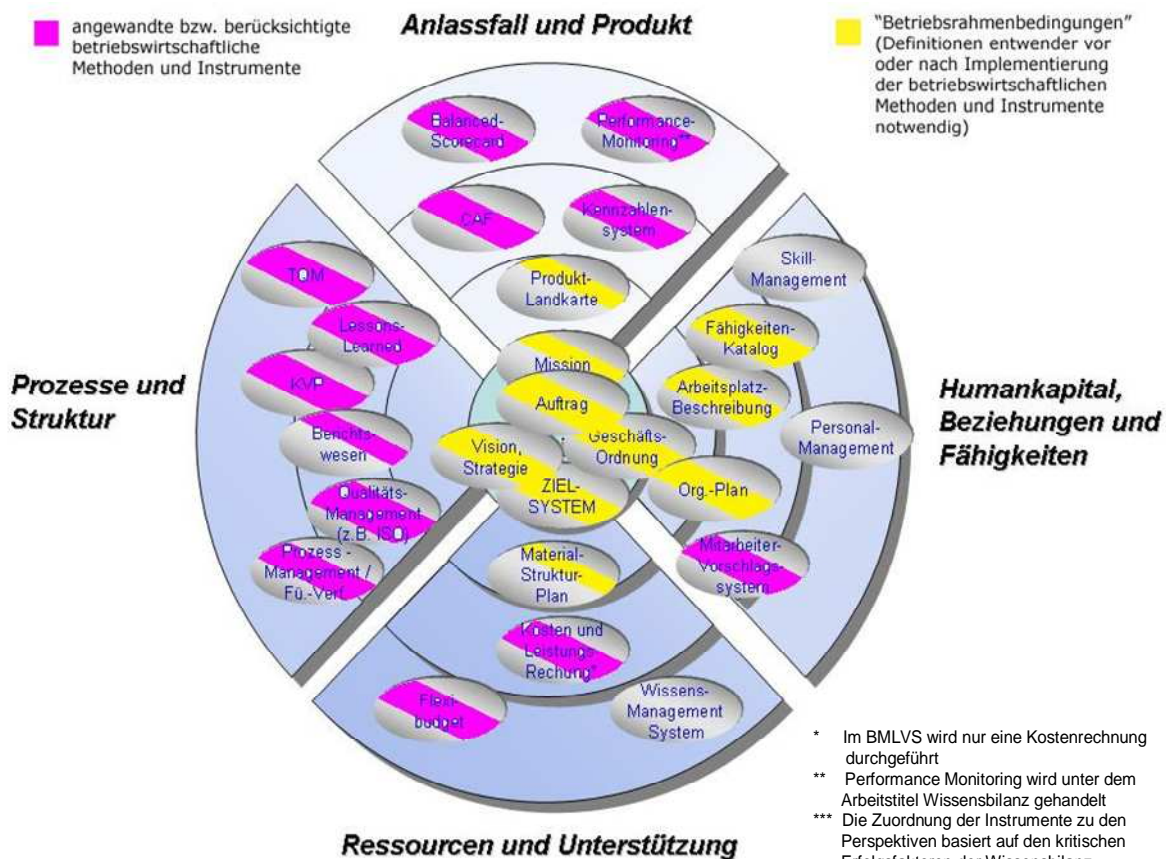 Anlassfall und Produkt
angewandte bzw. berücksichtigte
betriebswirtschaftliche
Methoden und Instrumente
"Betriebsrahmenbedingungen"
(Definitionen entwender vor
oder nach Implementierung
der betriebswirtschaftlichen
Methoden und Instrumente
notwendig)
Balanced-
Scorecard
Performance-
Monitoring**
CAF
Kennzahlen-
system
Produkt-
Landkarte
TQM
Lessons-
Learned
KVP
Berichts-
wesen
Qualitäts-
Management
(z.B. ISO)
Prozess -
Management /
Fü.-Verf.
Prozesse und
Struktur
Mission
Auftrag
Vision,
Strategie
Geschäfts-
Ordnung
ZIEL-
SYSTEM
Skill-
Management
Fähigkeiten-
Katalog
Arbeitsplatz-
Beschreibung
Personal-
Management
Org.-Plan
Mitarbeiter-
Vorschlags-
system
Humankapital,
Beziehungen und
Fähigkeiten
Material-
Struktur-
Plan
Kosten und
Leistungs
Rechung*
Flexi-
budget
Wissens-
Management
System
Ressourcen und Unterstützung
* Im BMLVS wird nur eine Kostenrechnung
durchgeführt
** Performance Monitoring wird unter dem
Arbeitstitel Wissensbilanz gehandelt
*** Die Zuordnung der Instrumente zu den
Perspektiven basiert auf den kritischen
Erfolgsfaktoren der Wissensbilanz